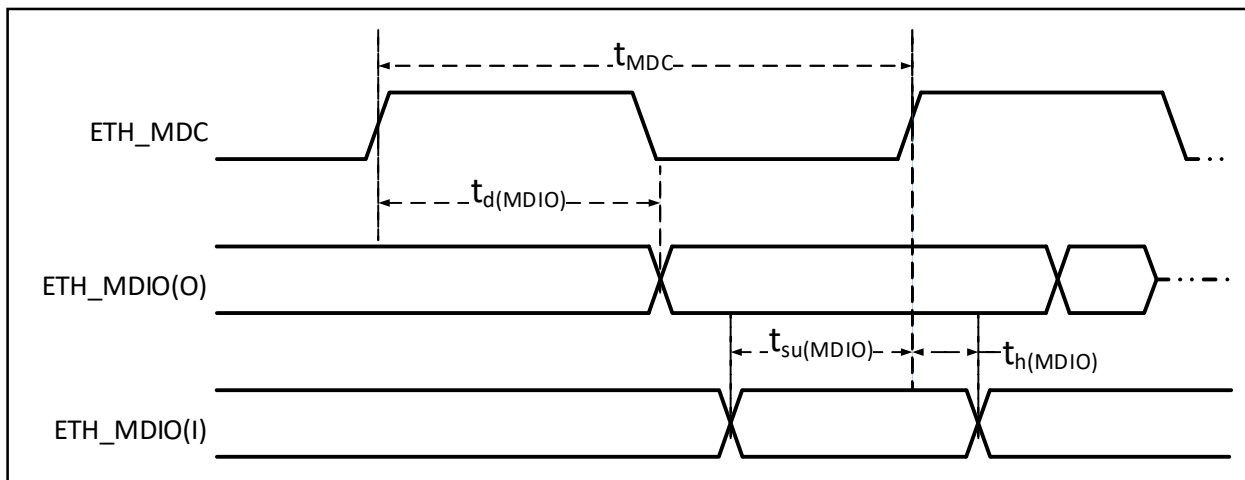 tMDC
ETH_MDC
td(MDIO)
ETH_MDIO(O)
tsu(MDIO)
th(MDIO)
ETH_MDIO(I)